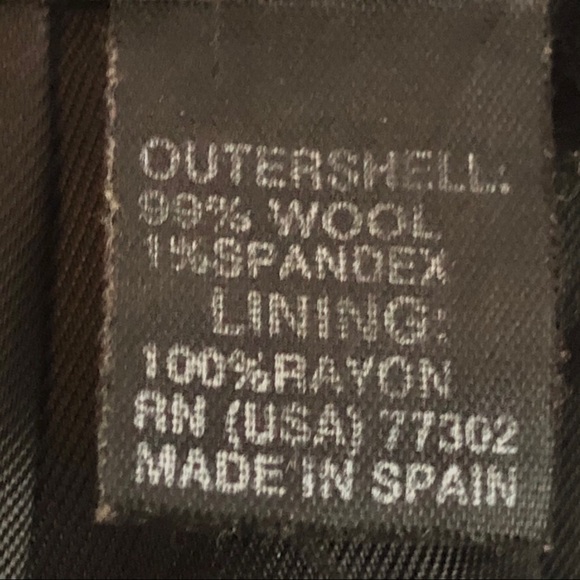 OUTERSHELL:
99% WOOL
1%SPANDEX
LINING:
100%RAYON
RN (USA) 77302
MADE IN SPAIN